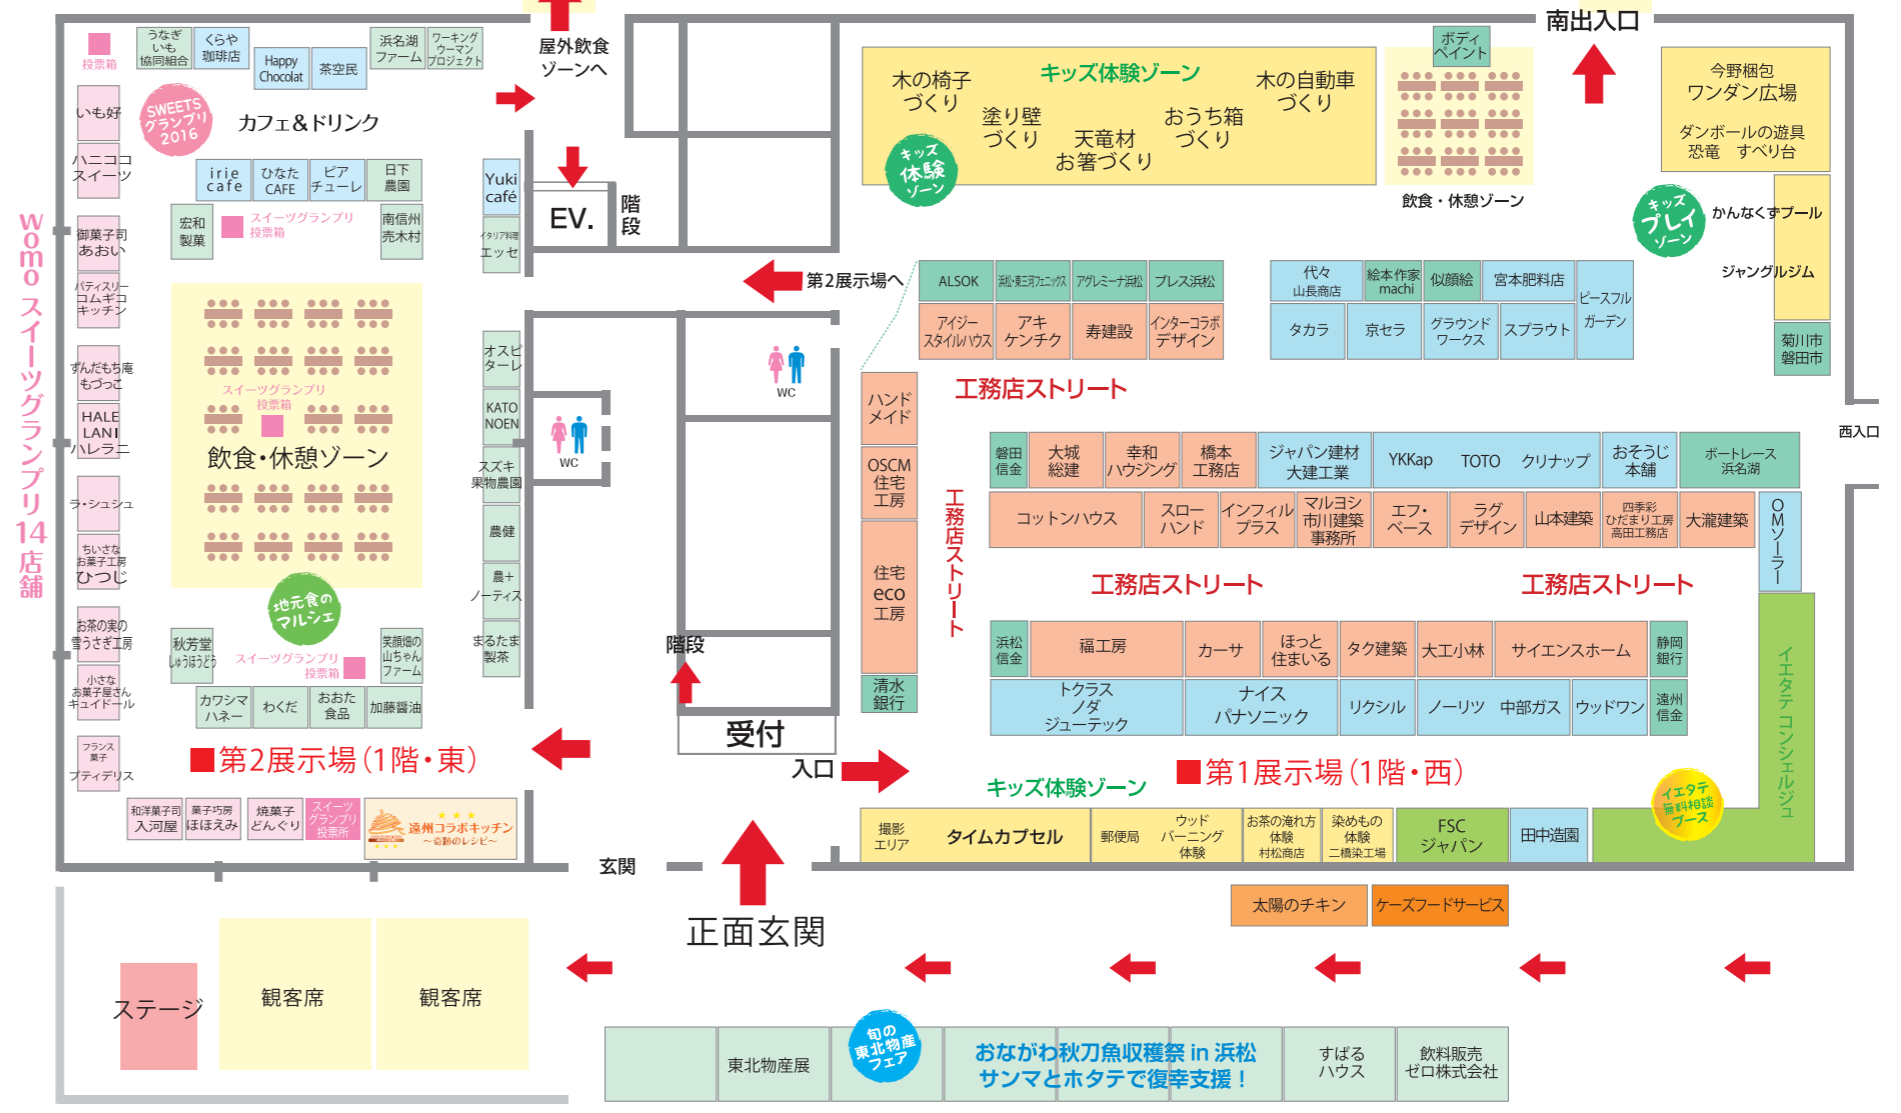 屋外飲食
ゾーンへ
南出入口
投票箱
うなぎ
いも
協同組合
くらや
珈琲店
Happy
Chocolat
茶空民
浜名湖
ファーム
ワーキング
ウーマン
プロジェクト
SWEETS
グランプリ
2016
カフェ&ドリンク
いも好
ハニココ
スイーツ
irie
cafe
ひなた
CAFE
ピア
チューレ
日下
農園
Yuki
café
イタリア料理
エッセ
宏和
製菓
スイーツグランプリ
投票箱
南信州
売木村
womo スイーツグランプリ 14店舗
御菓子司
あおい
パティスリー
コムギコ
キッチン
ずんだもち庵
もづっこ
HALE
LANI
ハレラニ
ラ・シュシュ
ちいさな
お菓子工房
ひつじ
お茶の実の
雪うさぎ工房
小さな
お菓子屋さん
キュイドール
フランス
菓子
プティデリス
スイーツグランプリ
投票箱
飲食・休憩ゾーン
地元食の
マルシェ
オスピ
ターレ
KATO
NOEN
スズキ
果物農園
農健
農+
ノーティス
まるたま
製茶
秋芳堂
しゅうほうどう
スイーツグランプリ
投票箱
笑顔畑の
山ちゃん
ファーム
カワシマ
ハネー
わくだ
おおた
食品
加藤醤油
■第2展示場(1階・東)
和洋菓子司
入河屋
菓子巧房
ほほえみ
焼菓子
どんぐり
スイーツ
グランプリ
投票所
遠州コラボキッチン
〜奇跡のレシピ〜
EV.
階段
WC
WC
階段
受付
入口
玄関
正面玄関
第2展示場へ
キッズ体験ゾーン
木の椅子
づくり
塗り壁
づくり
天竜材
お箸づくり
おうち箱
づくり
木の自動車
づくり
キッズ
体験
ゾーン
ボディ
ペイント
飲食・休憩ゾーン
今野梱包
ワンダン広場
ダンボールの遊具
恐竜 すべり台
キッズ
プレイ
ゾーン
かんなくずプール
ジャングルジム
菊川市
磐田市
西入口
ALSOK
浜松・東三河フェニックス
アグレミーナ浜松
ブレス浜松
アイジー
スタイルハウス
アキ
ケンチク
寿建設
インターコラボ
デザイン
代々
山長商店
絵本作家
machi
似顔絵
宮本肥料店
ピースフル
ガーデン
タカラ
京セラ
グラウンド
ワークス
スプラウト
工務店ストリート
ハンド
メイド
OSCM
住宅
工房
住宅
eco
工房
清水
銀行
工務店ストリート
磐田
信金
大城
総建
幸和
ハウジング
橋本
工務店
ジャパン建材
大建工業
YKKap
TOTO
クリナップ
おそうじ
本舗
ボートレース
浜名湖
コットンハウス
スロー
ハンド
インフィル
プラス
マルヨシ
市川建築
事務所
エフ・
ベース
ラグ
デザイン
山本建築
四季彩
ひだまり工房
高田工務店
大瀧建築
OMソーラー
工務店ストリート
工務店ストリート
浜松
信金
福工房
カーサ
ほっと
住まいる
タク建築
大工小林
サイエンスホーム
静岡
銀行
トクラス
ノダ
ジューテック
ナイス
パナソニック
リクシル
ノーリツ
中部ガス
ウッドワン
遠州
信金
イエタテ コンシェルジュ
■第1展示場(1階・西)
イエタテ
無料相談
ブース
キッズ体験ゾーン
撮影
エリア
タイムカプセル
郵便局
ウッド
バーニング
体験
お茶の淹れ方
体験
村松商店
染めもの
体験
二橋染工場
FSC
ジャパン
田中造園
太陽のチキン
ケーズフードサービス
ステージ
観客席
観客席
東北物産展
旬の
東北物産
フェア
おながわ秋刀魚収穫祭 in 浜松
サンマとホタテで復幸支援!
すばる
ハウス
飲料販売
ゼロ株式会社